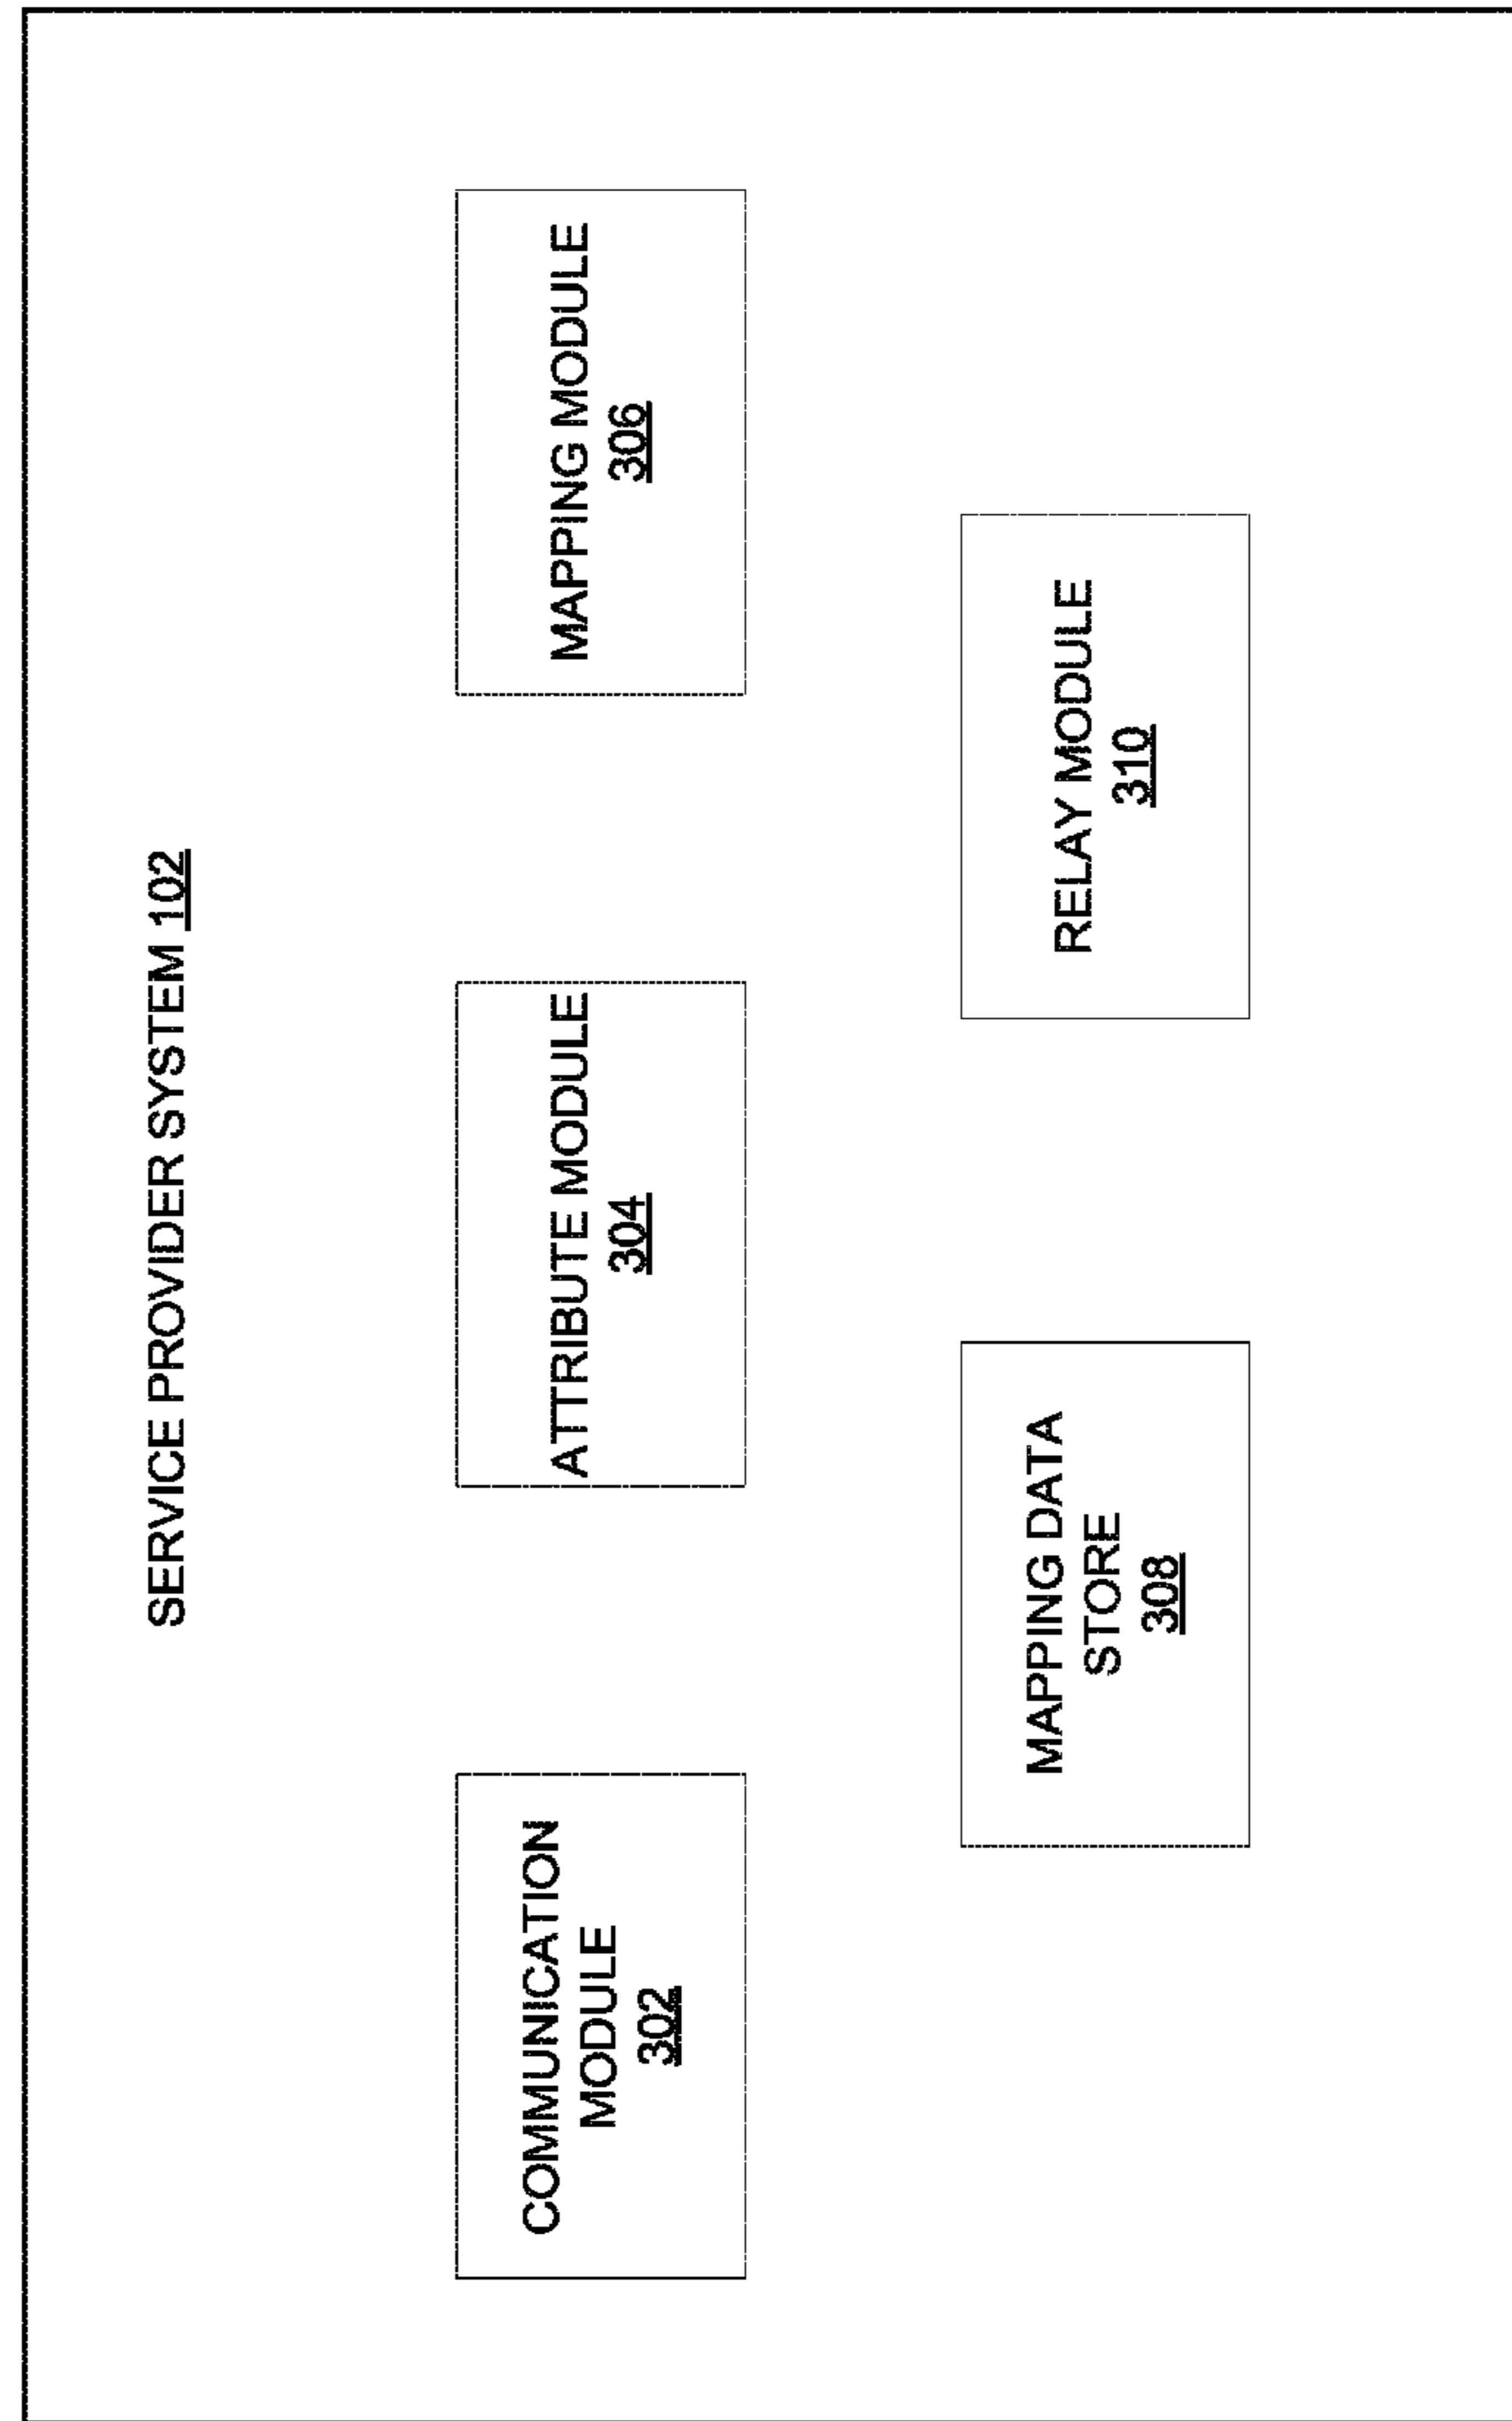 SERVICE PROVIDER SYSTEM 102
COMMUNICATION
MODULE
302
ATTRIBUTE MODULE
304
MAPPING MODULE
306
MAPPING DATA
STORE
308
RELAY MODULE
310